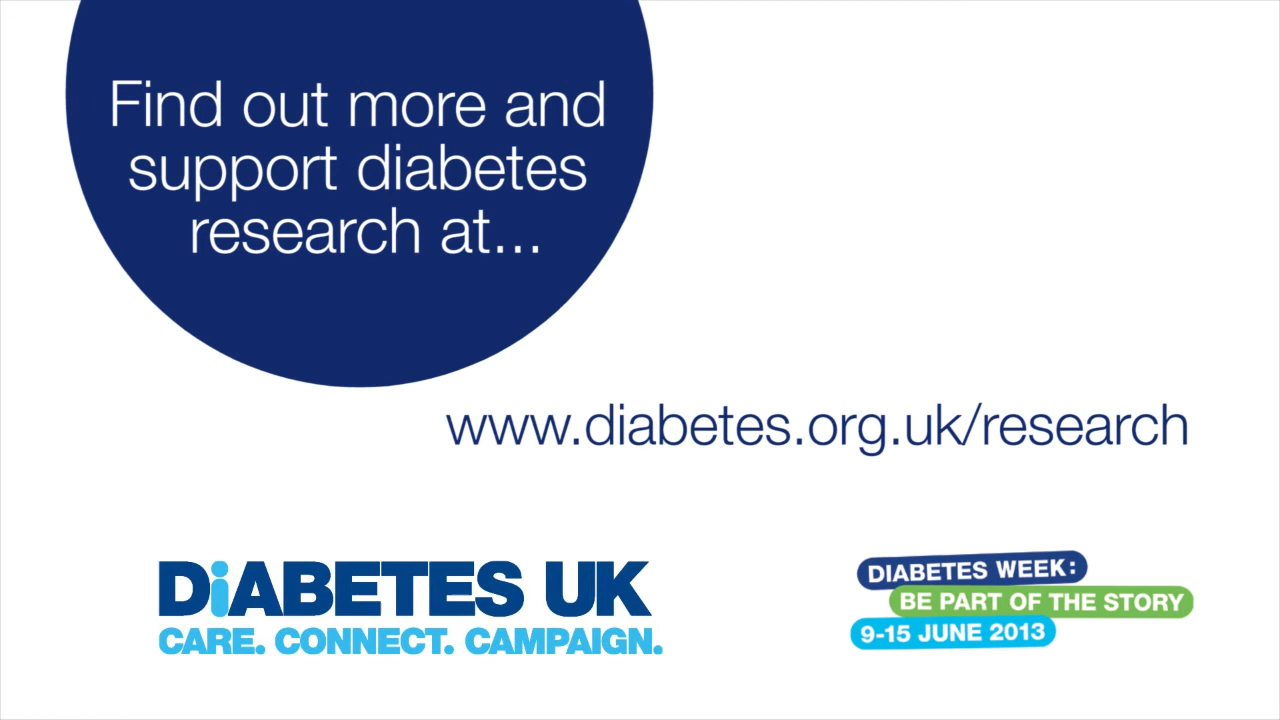 Find out more and
support diabetes
research at...
www.diabetes.org.uk/research
DiABETES UK
CARE. CONNECT. CAMPAIGN.
DIABETES WEEK:
BE PART OF THE STORY
9-15 JUNE 2013